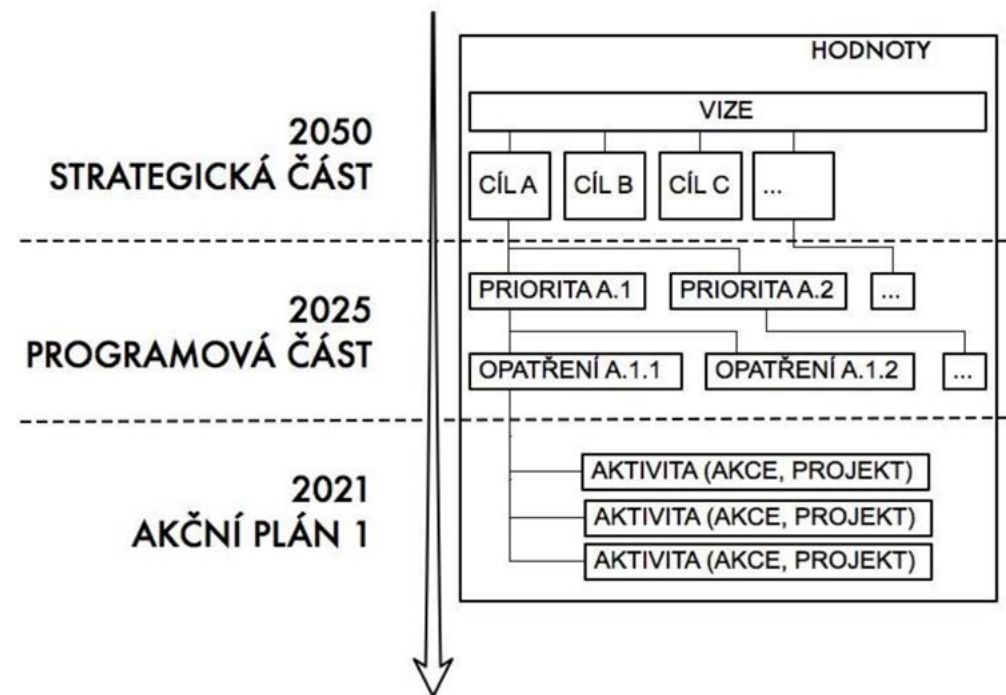 HODNOTY
VIZE
2050
STRATEGICKÁ ČÁST
CÍL A
CÍL B
CÍL C
...
2025
PROGRAMOVÁ ČÁST
PRIORITA A.1
PRIORITA A.2
...
OPATŘENÍ A.1.1
OPATŘENÍ A.1.2
...
2021
AKČNÍ PLÁN 1
AKTIVITA (AKCE, PROJEKT)
AKTIVITA (AKCE, PROJEKT)
AKTIVITA (AKCE, PROJEKT)